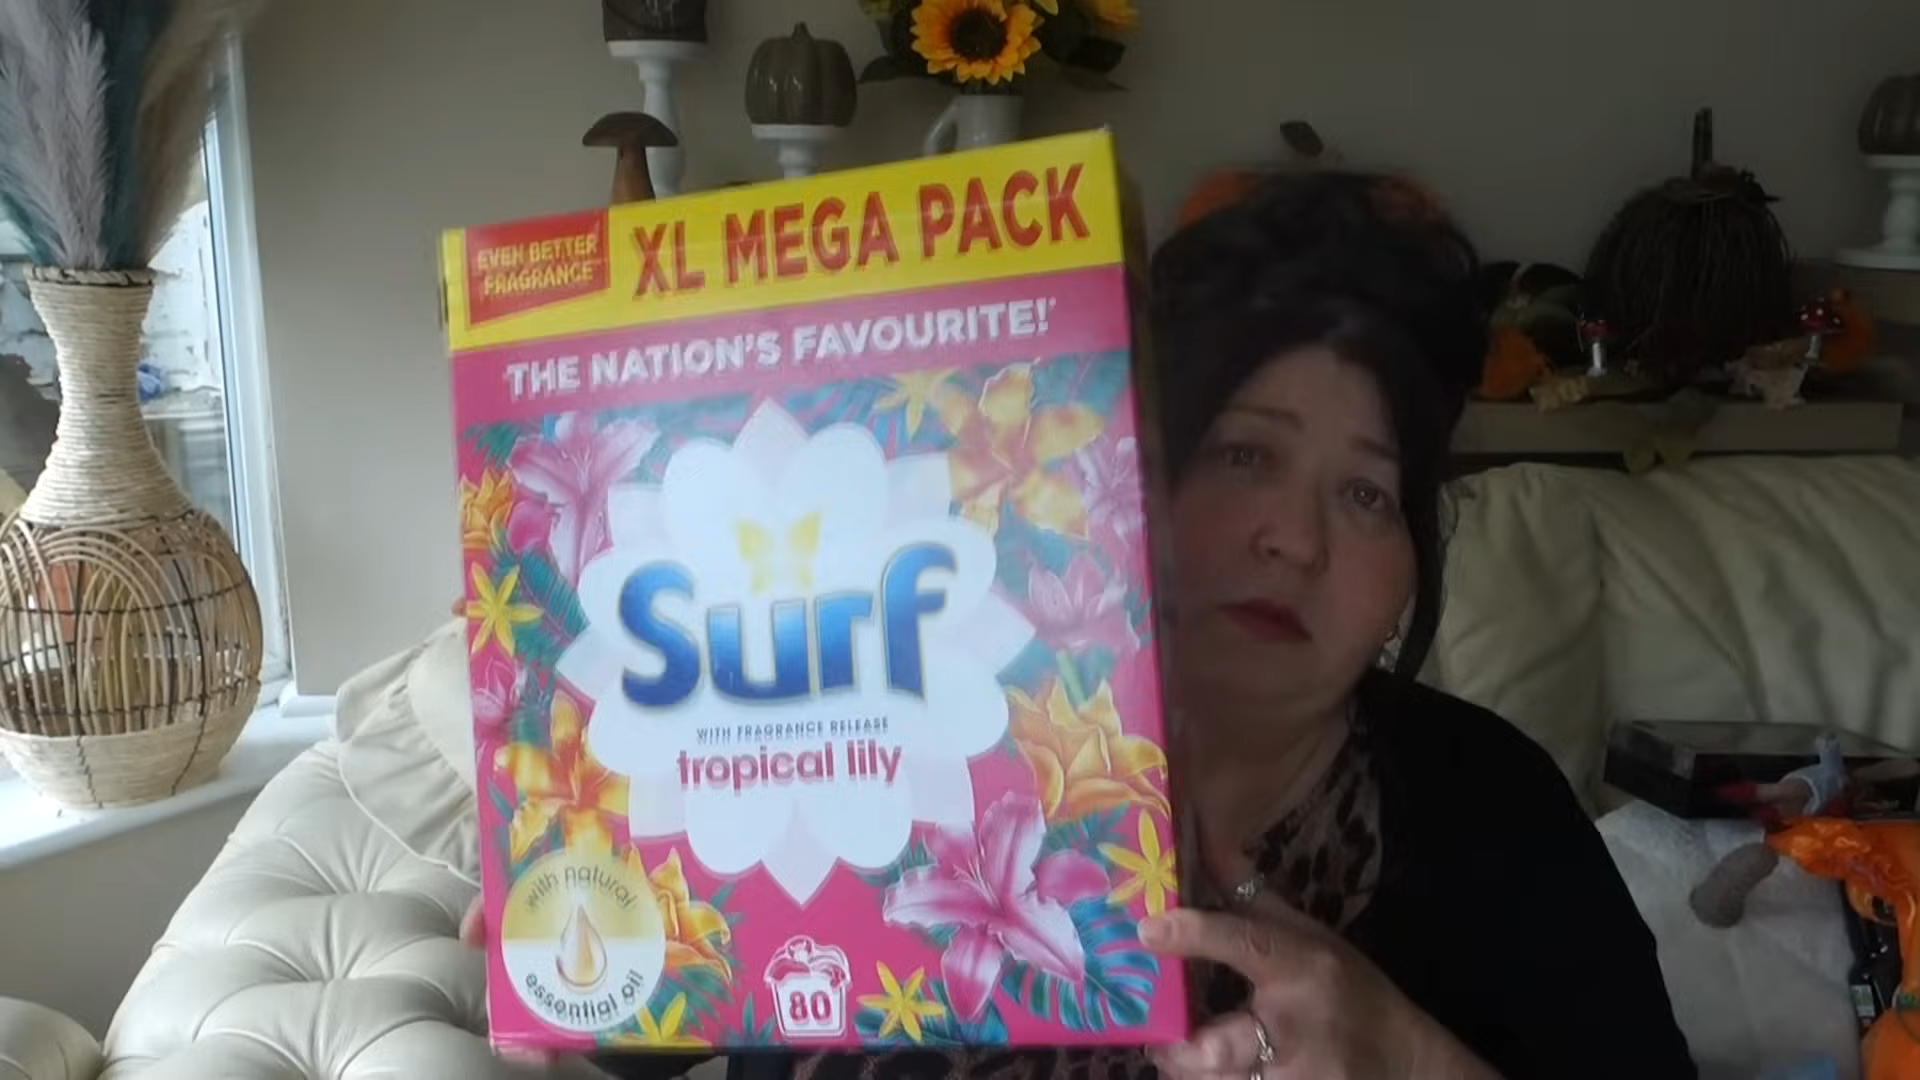 EVEN BETTER
FRAGRANCE
XL MEGA PACK
THE NATION'S FAVOURITE!*
Surf
WITH FRAGRANCE RELEASE
tropical lily
with natural
essential oil
80